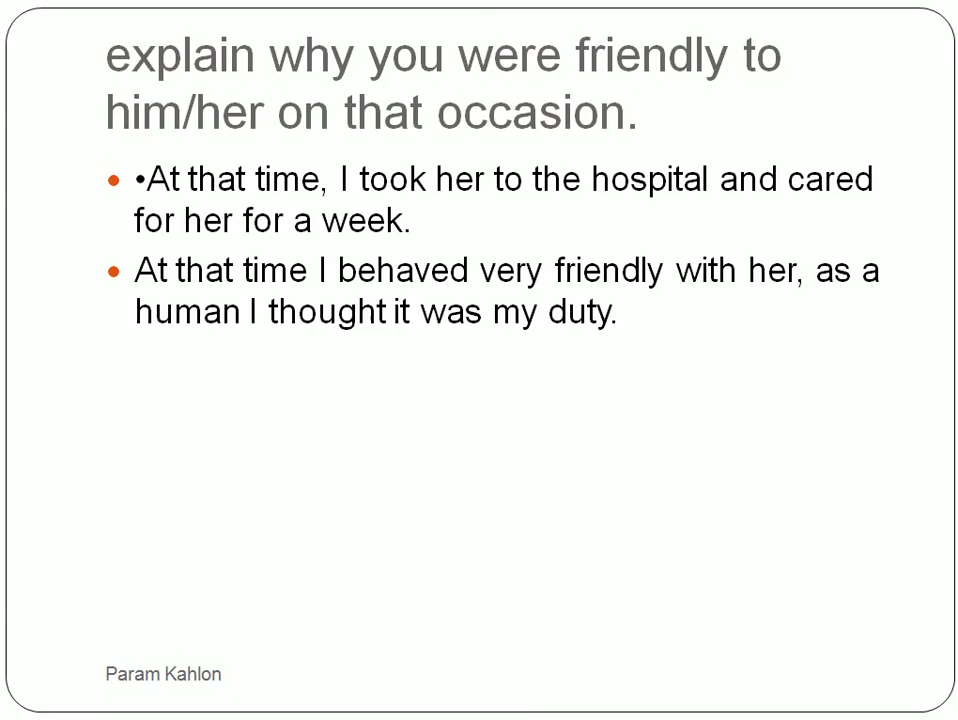 explain why you were friendly to
him/her on that occasion.
• •At that time, I took her to the hospital and cared
for her for a week.
• At that time I behaved very friendly with her, as a
human I thought it was my duty.
Param Kahlon